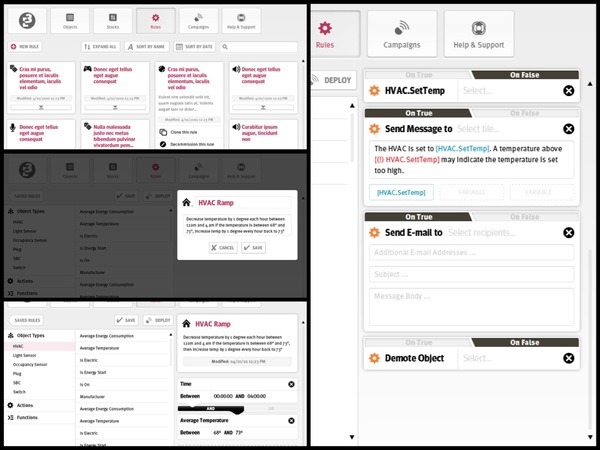 Objects
Stocks
Rules
Campaigns
Help & Support
NEW RULE
EXPAND ALL
SORT BY NAME
SORT BY DATE
Cras mi purus,
posuere et iaculis
elementum, iaculis
vel odio
Donec eget tellus
eget augue
consequat
Cras mi purus,
posuere et iaculis
elementum, iaculis
vel odio
Donec eget tellus
eget augue
consequat
Clone this rule
Decommission this rule
Donec eget tellus
eget augue
consequat
Nulla malesuada
justo nec metus
bibendum pulvinar
vivatordum pem...
Curabitur ipsum
augue, tincidunt
non
Objects
Stocks
Rules
Campaigns
Help & Support
SAVED RULES
Object Types
HVAC
Light Sensor
Occupancy Sensor
Plug
SBC
Switch
Actions
Functions
Average Energy Consumption
Average Temperature
Is Electric
Is Energy Start
Is On
Manufacturer
Average Energy Consumption
Average Temperature
Is Electric
Is Energy Start
HVAC Ramp
Decrease temperature by 1 degree each hour between
12am and 4 am if the temperature is between 68° and
73°, increase temp by 1 degree every hour back to 73°
CANCEL
SAVE
SAVED RULES
SAVE
DEPLOY
Object Types
HVAC
Light Sensor
Occupancy Sensor
Plug
SBC
Switch
Actions
Functions
Average Energy Consumption
Average Temperature
Is Electric
Is Energy Start
Is On
Manufacturer
Average Energy Consumption
Average Temperature
Is Electric
Is Energy Start
HVAC Ramp
Decrease temperature by 1 degree each hour between
12am and 4 am if the temperature is between 68° and 73°,
then increase temp by 1 degree every hour back to 73°
Time
Between 00:00:00 AND 04:00:00
AND
Average Temperature
Between 68° AND 73°
Rules
Campaigns
Help & Support
DEPLOY
On True
On False
HVAC.SetTemp
Select...
On True
On False
Send Message to
Select tile...
The HVAC is set to [HVAC.SetTemp]. A temperature above
[(!) HVAC.SettTemp] may indicate the temperature is set
too high.
[HVAC.SetTemp]
VARIABLE
VARIABLE
On True
On False
Send E-mail to
Select recipients...
Additional E-mail Addresses ...
Subject ...
Message Body ...
On True
On False
Demote Object
Select...